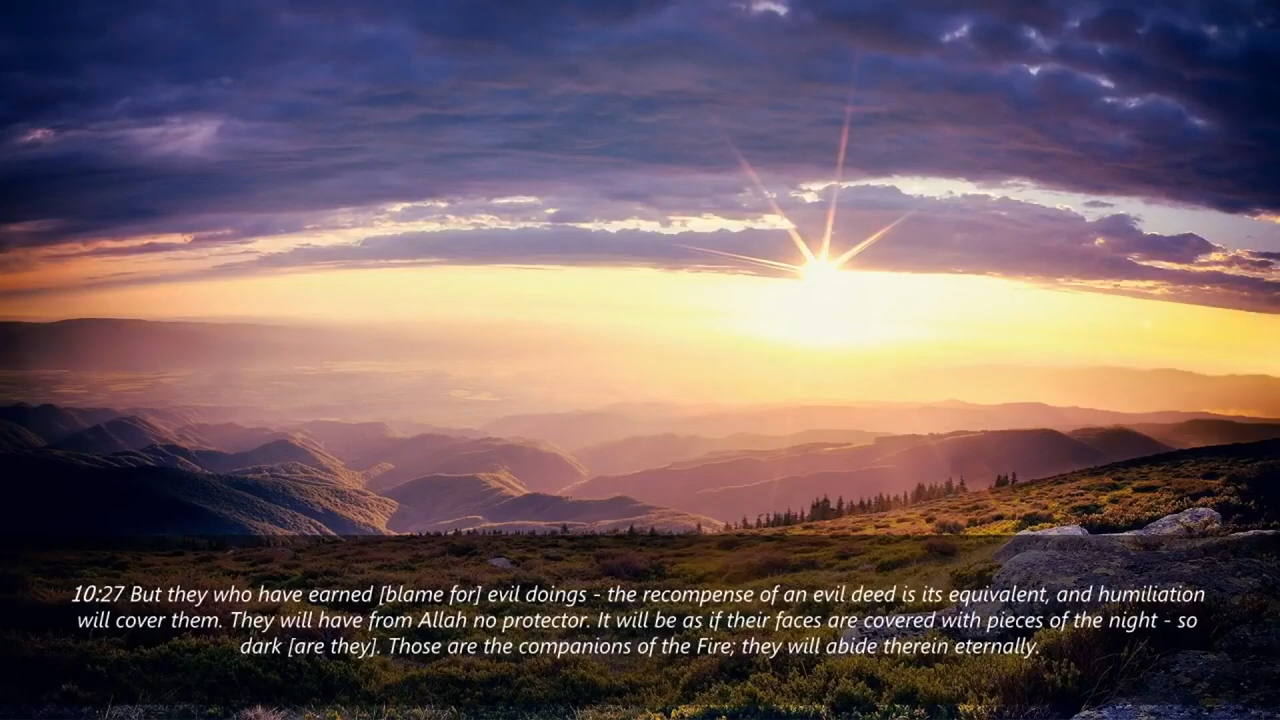 10:27 But they who have earned [blame for] evil doings - the recompense of an evil deed is its equivalent, and humiliation
will cover them. They will have from Allah no protector. It will be as if their faces are covered with pieces of the night - so
dark [are they]. Those are the companions of the Fire; they will abide therein eternally.